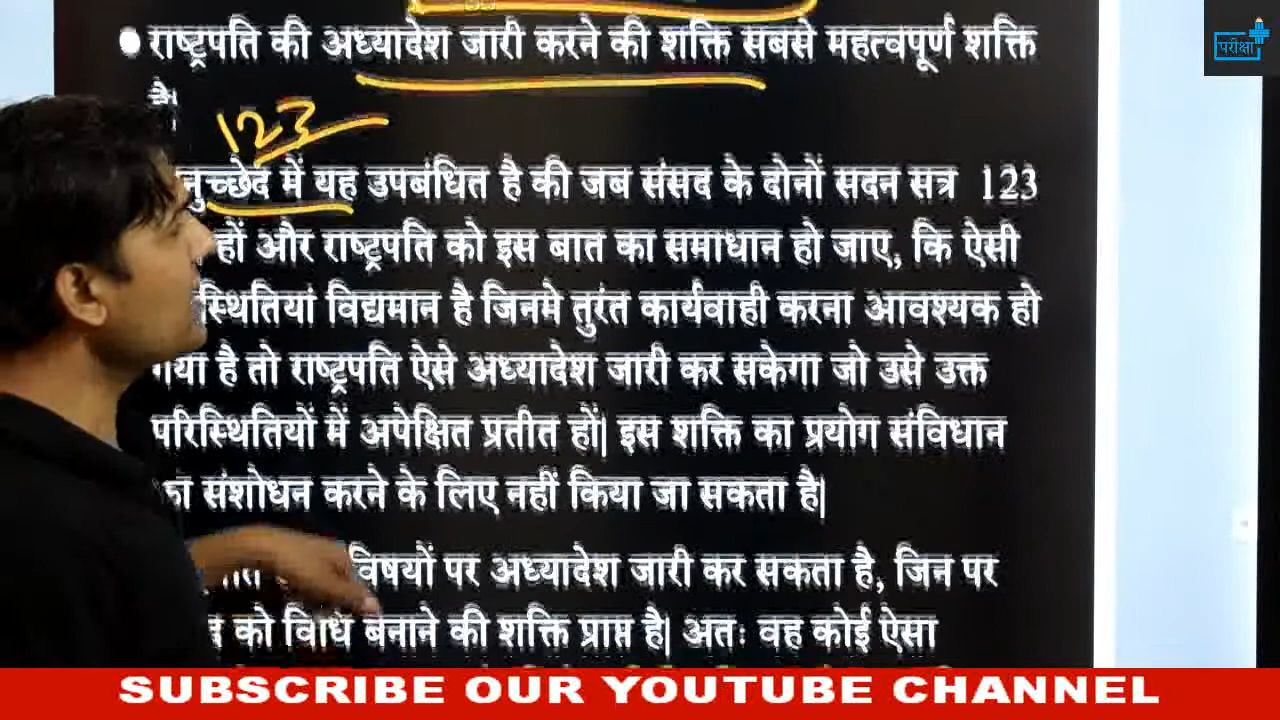 परीक्षा
राष्ट्रपति की अध्यादेश जारी करने की शक्ति सबसे महत्वपूर्ण शक्ति
है|
123
में यह उपबंधित है की जब संसद के दोनों सदन सत्र 123
हों और राष्ट्रपति को इस बात का समाधान हो जाए, कि ऐसी
विद्यमान है जिनमे तुरंत कार्यवाही करना आवश्यक हो
गया है तो राष्ट्रपति ऐसे अध्यादेश जारी कर सकेगा जो उसे उक्त
परिस्थितियों में अपेक्षित प्रतीत हों| इस शक्ति का प्रयोग संविधान
का संशोधन करने के लिए नहीं किया जा सकता है|
विषयों पर अध्यादेश जारी कर सकता है, जिन पर
को विधि बनाने की शक्ति प्राप्त है| अतः वह कोई ऐसा
SUBSCRIBE OUR YOUTUBE CHANNEL